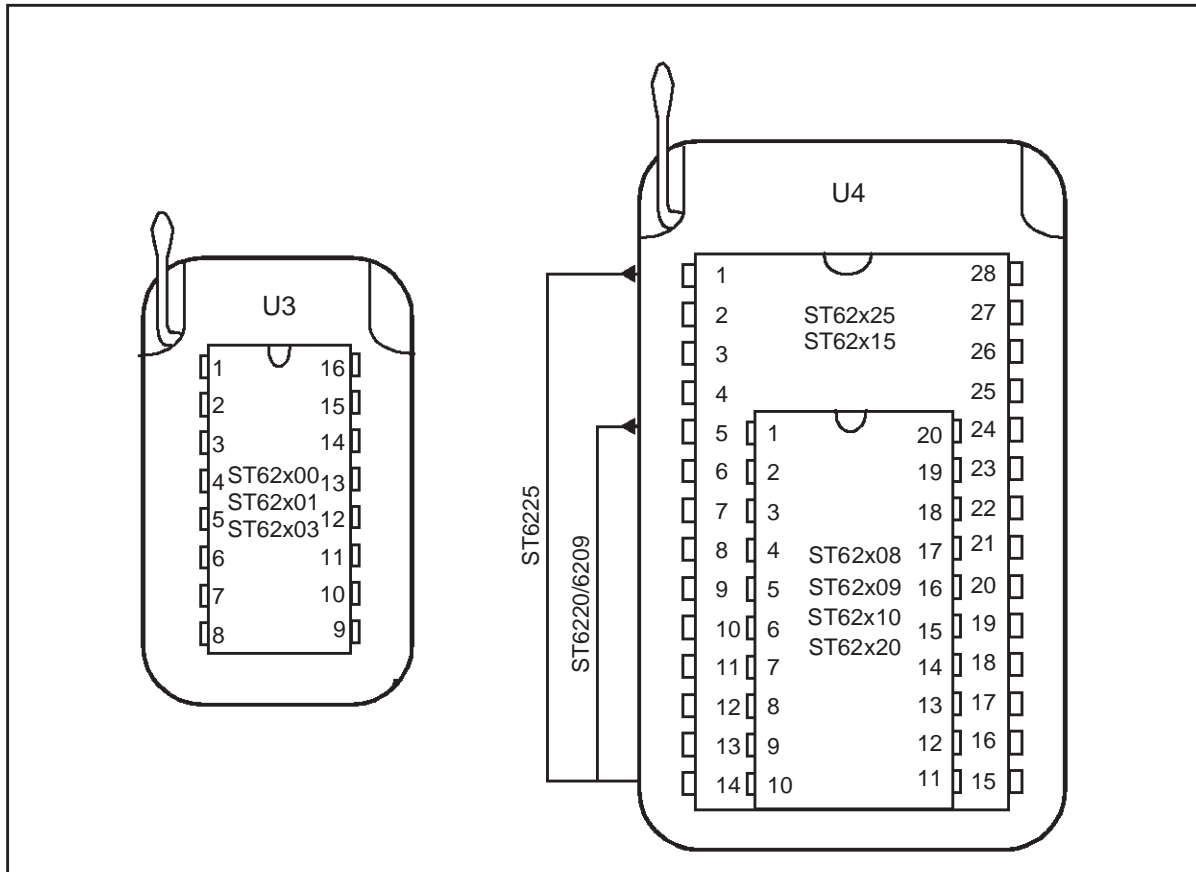 U3
1 16
2 15
3 14
4 13
5 12
6 11
7 10
8 9
ST62x00
ST62x01
ST62x03
ST6225
ST6220/6209
U4
1 28
2 27
3 26
4 25
5 24
6 23
7 22
8 21
9 20
10 19
11 18
12 17
13 16
14 15
ST62x25
ST62x15
1 20
2 19
3 18
4 17
5 16
6 15
7 14
8 13
9 12
10 11
ST62x08
ST62x09
ST62x10
ST62x20